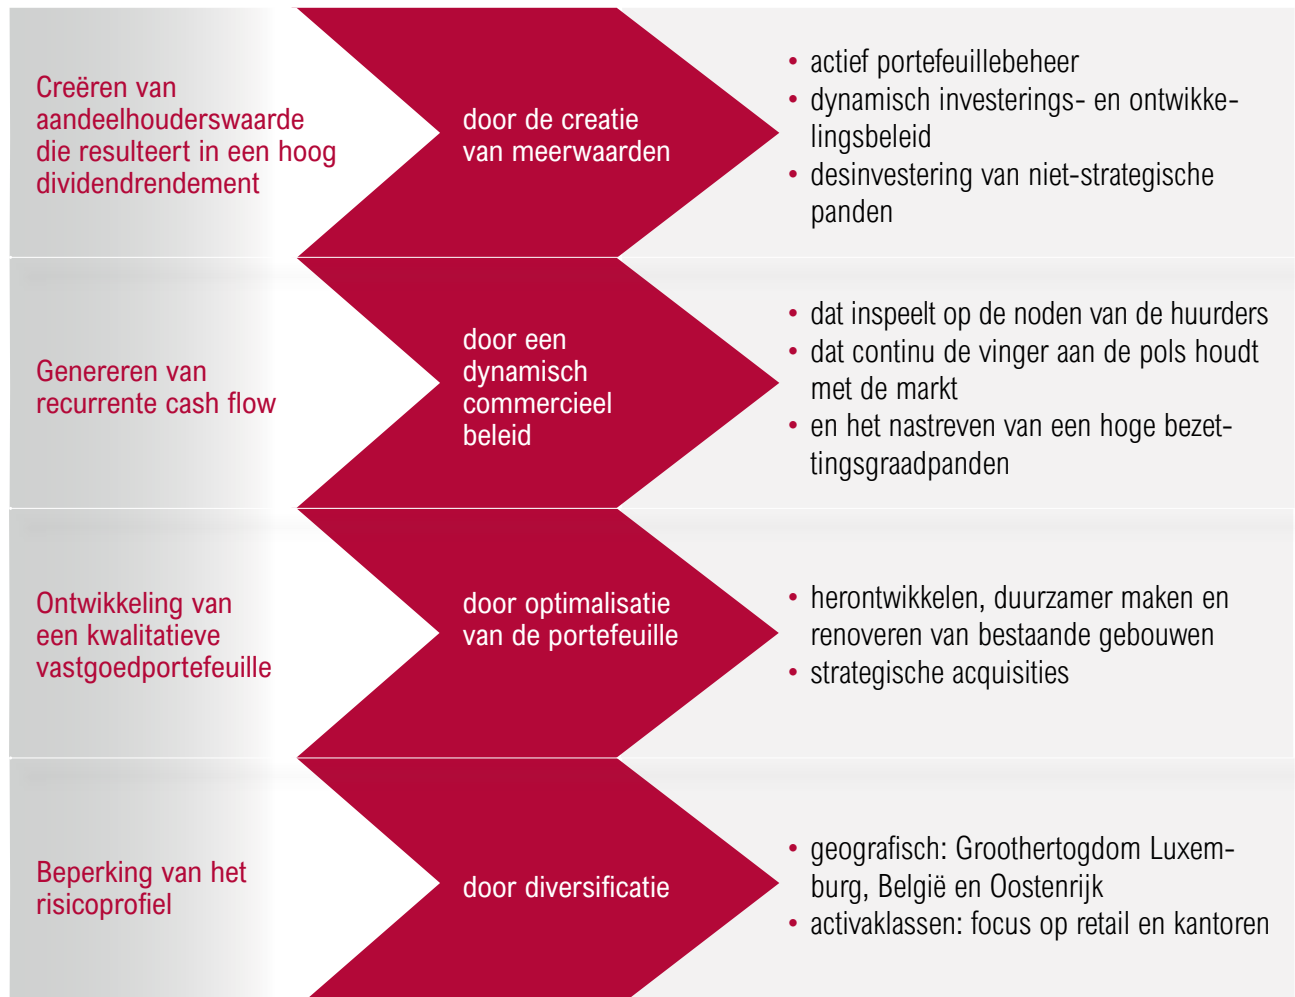 Creëren van
aandeelhouderswaarde
die resulteert in een hoog
dividendrendement
door de creatie
van meerwaarden
• actief portefeuillebeheer
• dynamisch investerings- en ontwikke-
lingsbeleid
• desinvestering van niet-strategische
panden
Genereren van
recurrente cash flow
door een
dynamisch
commercieel
beleid
• dat inspeelt op de noden van de huurders
• dat continu de vinger aan de pols houdt
met de markt
• en het nastreven van een hoge bezet-
tingsgraadpanden
Ontwikkeling van
een kwalitatieve
vastgoedportefeuille
door optimalisatie
van de portefeuille
• herontwikkelen, duurzamer maken en
renoveren van bestaande gebouwen
• strategische acquisities
Beperking van het
risicoprofiel
door diversificatie
• geografisch: Groothertogdom Luxem-
burg, België en Oostenrijk
• activaklassen: focus op retail en kantoren